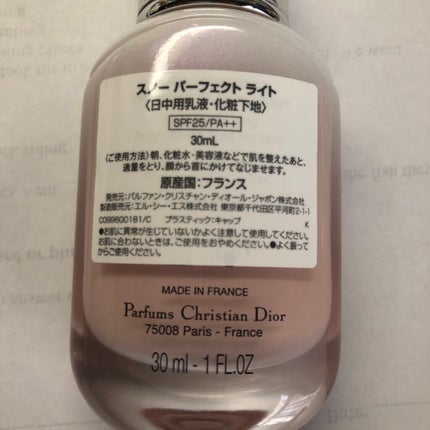 スノー パーフェクト ライト
〈日中用乳液・化粧下地〉
SPF25/PA++
30mL
〈ご使用方法〉朝、化粧水・美容液などで肌を整えたあと、
適量をとり、顔から首にかけてなじませます。
原産国：フランス
発売元：パルファン・クリスチャン・ディオール・ジャポン株式会社
製造販売元：エル・シー・エス株式会社 東京都千代田区平河町2-1-1
C099600181/C プラスティック：キャップ K
●お肌に異常が生じていないかよく注意して使用してください。
お肌に合わないときは、ご使用をおやめください。●よく振って
からご使用ください。
MADE IN FRANCE
Parfums Christian Dior
75008 Paris - France
30 ml - 1 FL.OZ